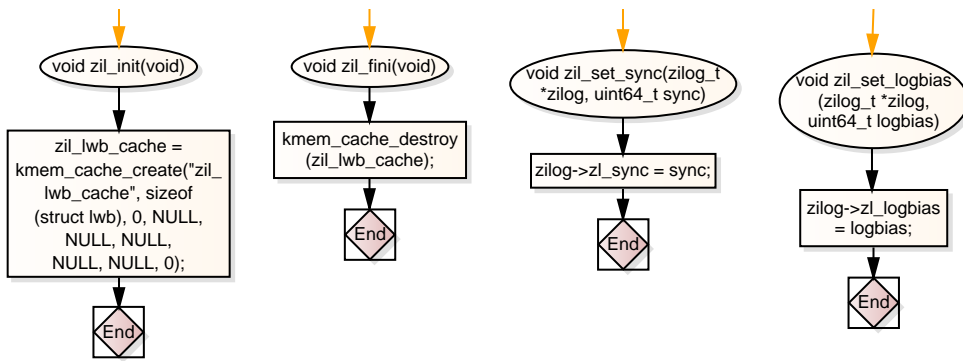 void zil_init(void)
zil_lwb_cache =
kmem_cache_create("zil_
lwb_cache", sizeof
(struct lwb), 0, NULL,
NULL, NULL,
NULL, NULL, 0);
End
void zil_fini(void)
kmem_cache_destroy
(zil_lwb_cache);
End
void zil_set_sync(zilog_t
*zilog, uint64_t sync)
zilog->zl_sync = sync;
End
void zil_set_logbias
(zilog_t *zilog,
uint64_t logbias)
zilog->zl_logbias
= logbias;
End